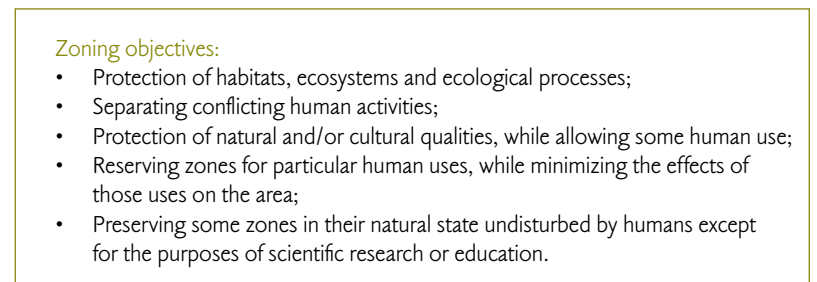 Zoning objectives:
• Protection of habitats, ecosystems and ecological processes;
• Separating conflicting human activities;
• Protection of natural and/or cultural qualities, while allowing some human use;
• Reserving zones for particular human uses, while minimizing the effects of
those uses on the area;
• Preserving some zones in their natural state undisturbed by humans except
for the purposes of scientific research or education.